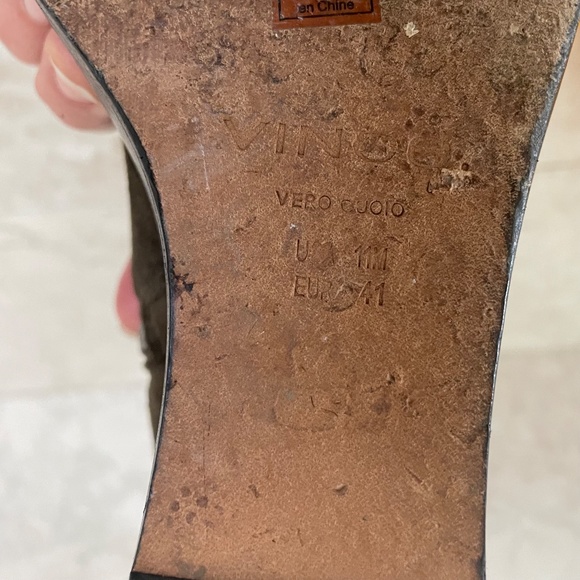 en Chine
VINCE
VERO CUOIO
US 11M
EUR 41